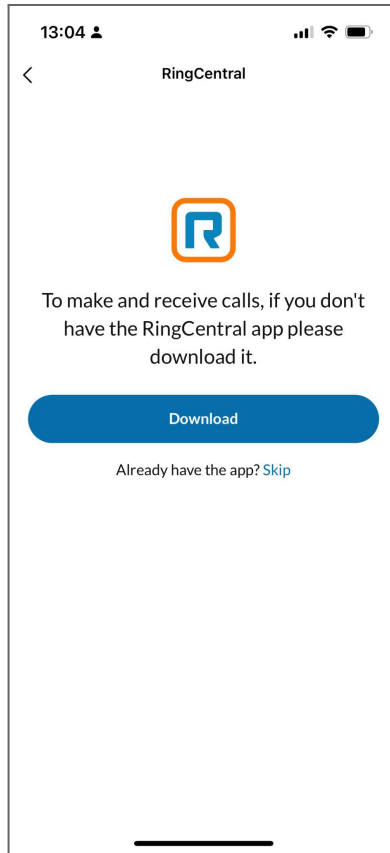 13:04
RingCentral
R
To make and receive calls, if you don't
have the RingCentral app please
download it.
Download
Already have the app? Skip